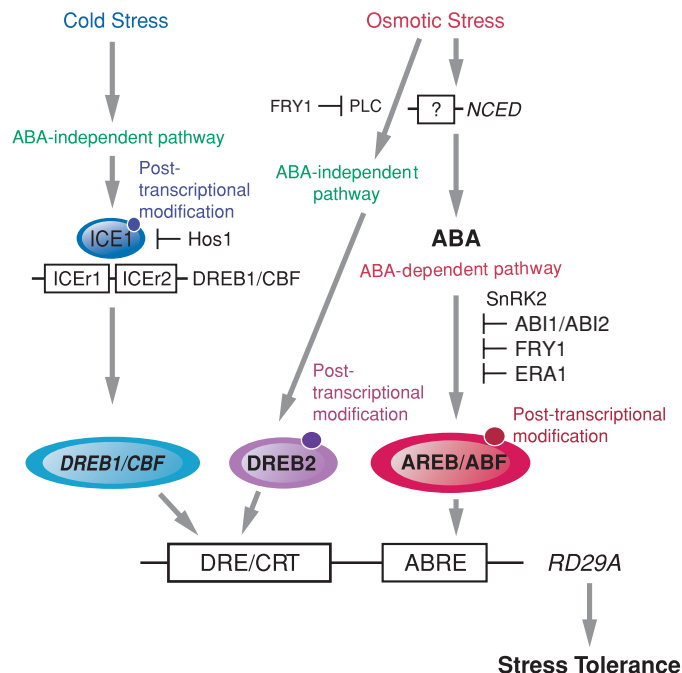 Cold Stress
Osmotic Stress
FRY1
PLC
?
NCED
ABA-independent pathway
Post-
transcriptional
modification
ABA-independent
pathway
ICE1
Hos1
ABA
ABA-dependent pathway
ICEr1
ICEr2
DREB1/CBF
SnRK2
ABI1/ABI2
FRY1
ERA1
Post-
transcriptional
modification
Post-transcriptional
modification
DREB1/CBF
DREB2
AREB/ABF
DRE/CRT
ABRE
RD29A
Stress Tolerance